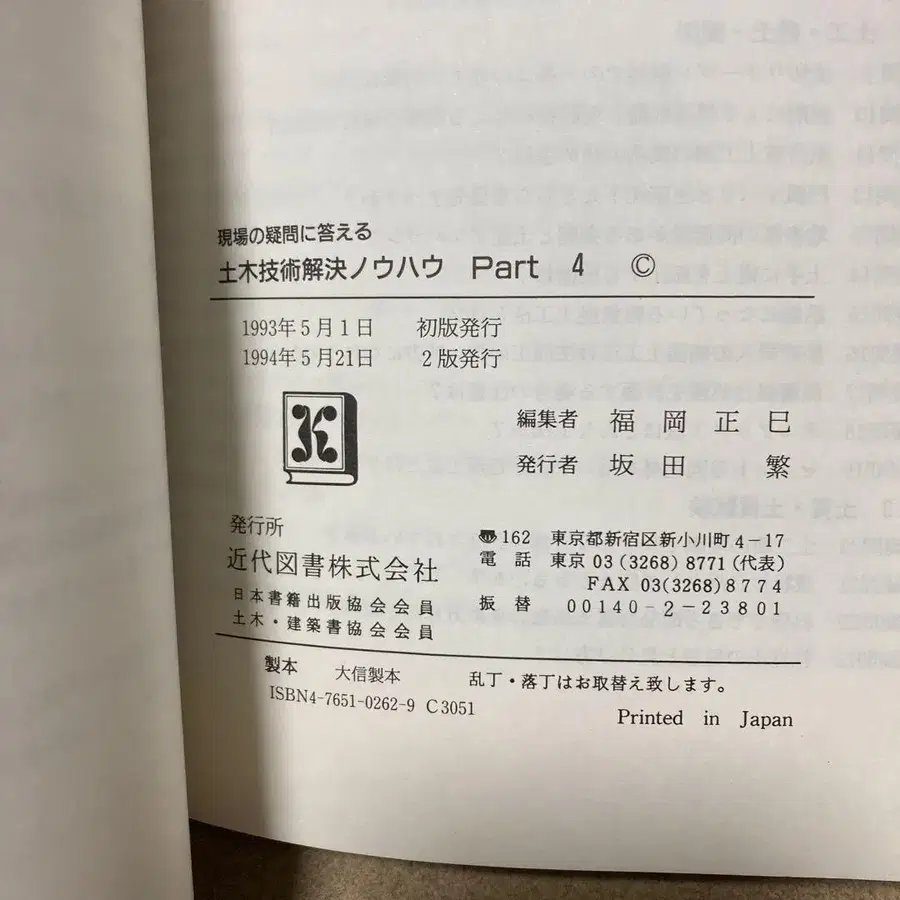 現場の疑問に答える
土木技術解決ノウハウ Part 4 ©
1993年5月1日 初版発行
1994年5月21日 2版発行
K
編集者 福岡正巳
発行者 坂田 繁
発行所
近代図書株式会社
日本書籍出版協会会員
土木・建築書協会会員
162 東京都新宿区新小川町4-17
電話 東京 03(3268)8771(代表)
FAX 03(3268)8774
振替 00140-2-23801
製本 大信製本
乱丁・落丁はお取替え致します。
ISBN4-7651-0262-9 C3051
Printed in Japan